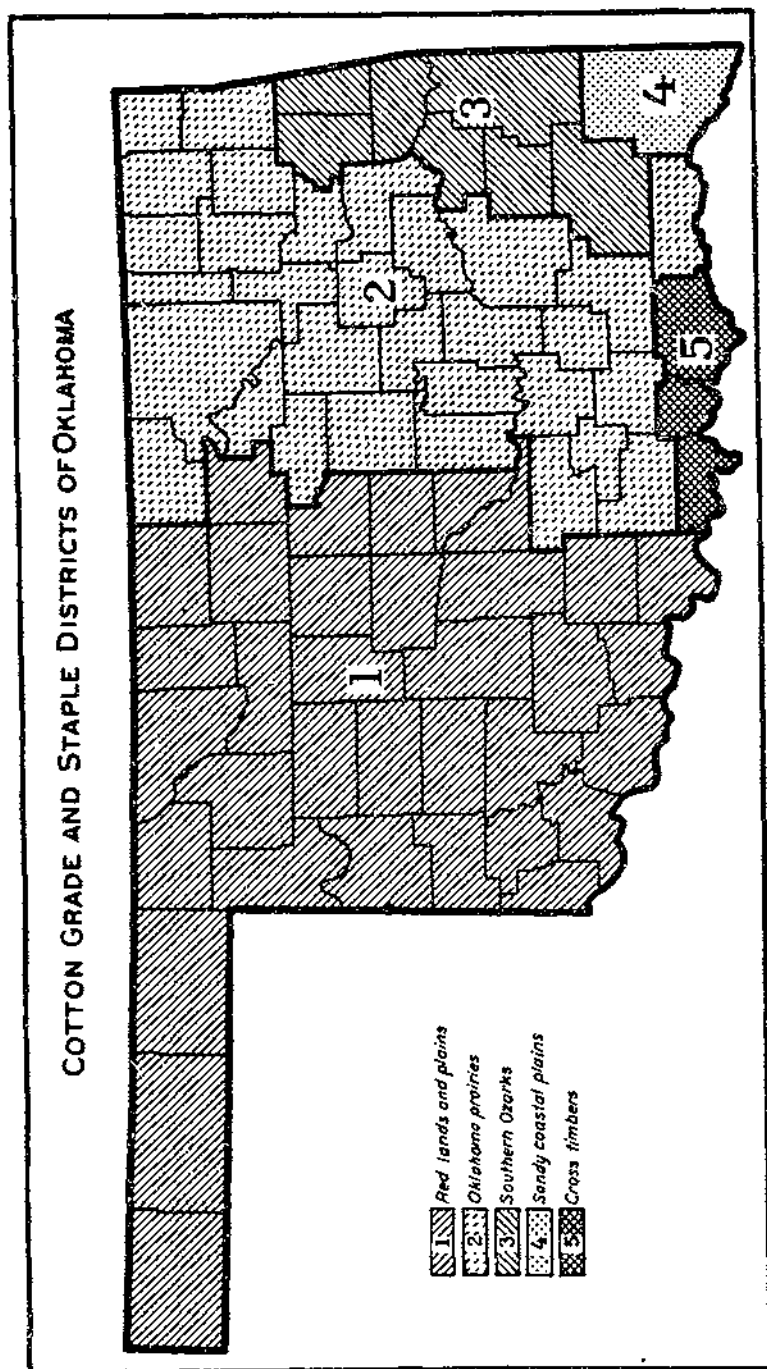 COTTON GRADE AND STAPLE DISTRICTS OF OKLAHOMA
1
2
3
4
5
1 Red lands and plains
2 Oklahoma prairies
3 Southern Ozarks
4 Sandy coastal plains
5 Cross timbers